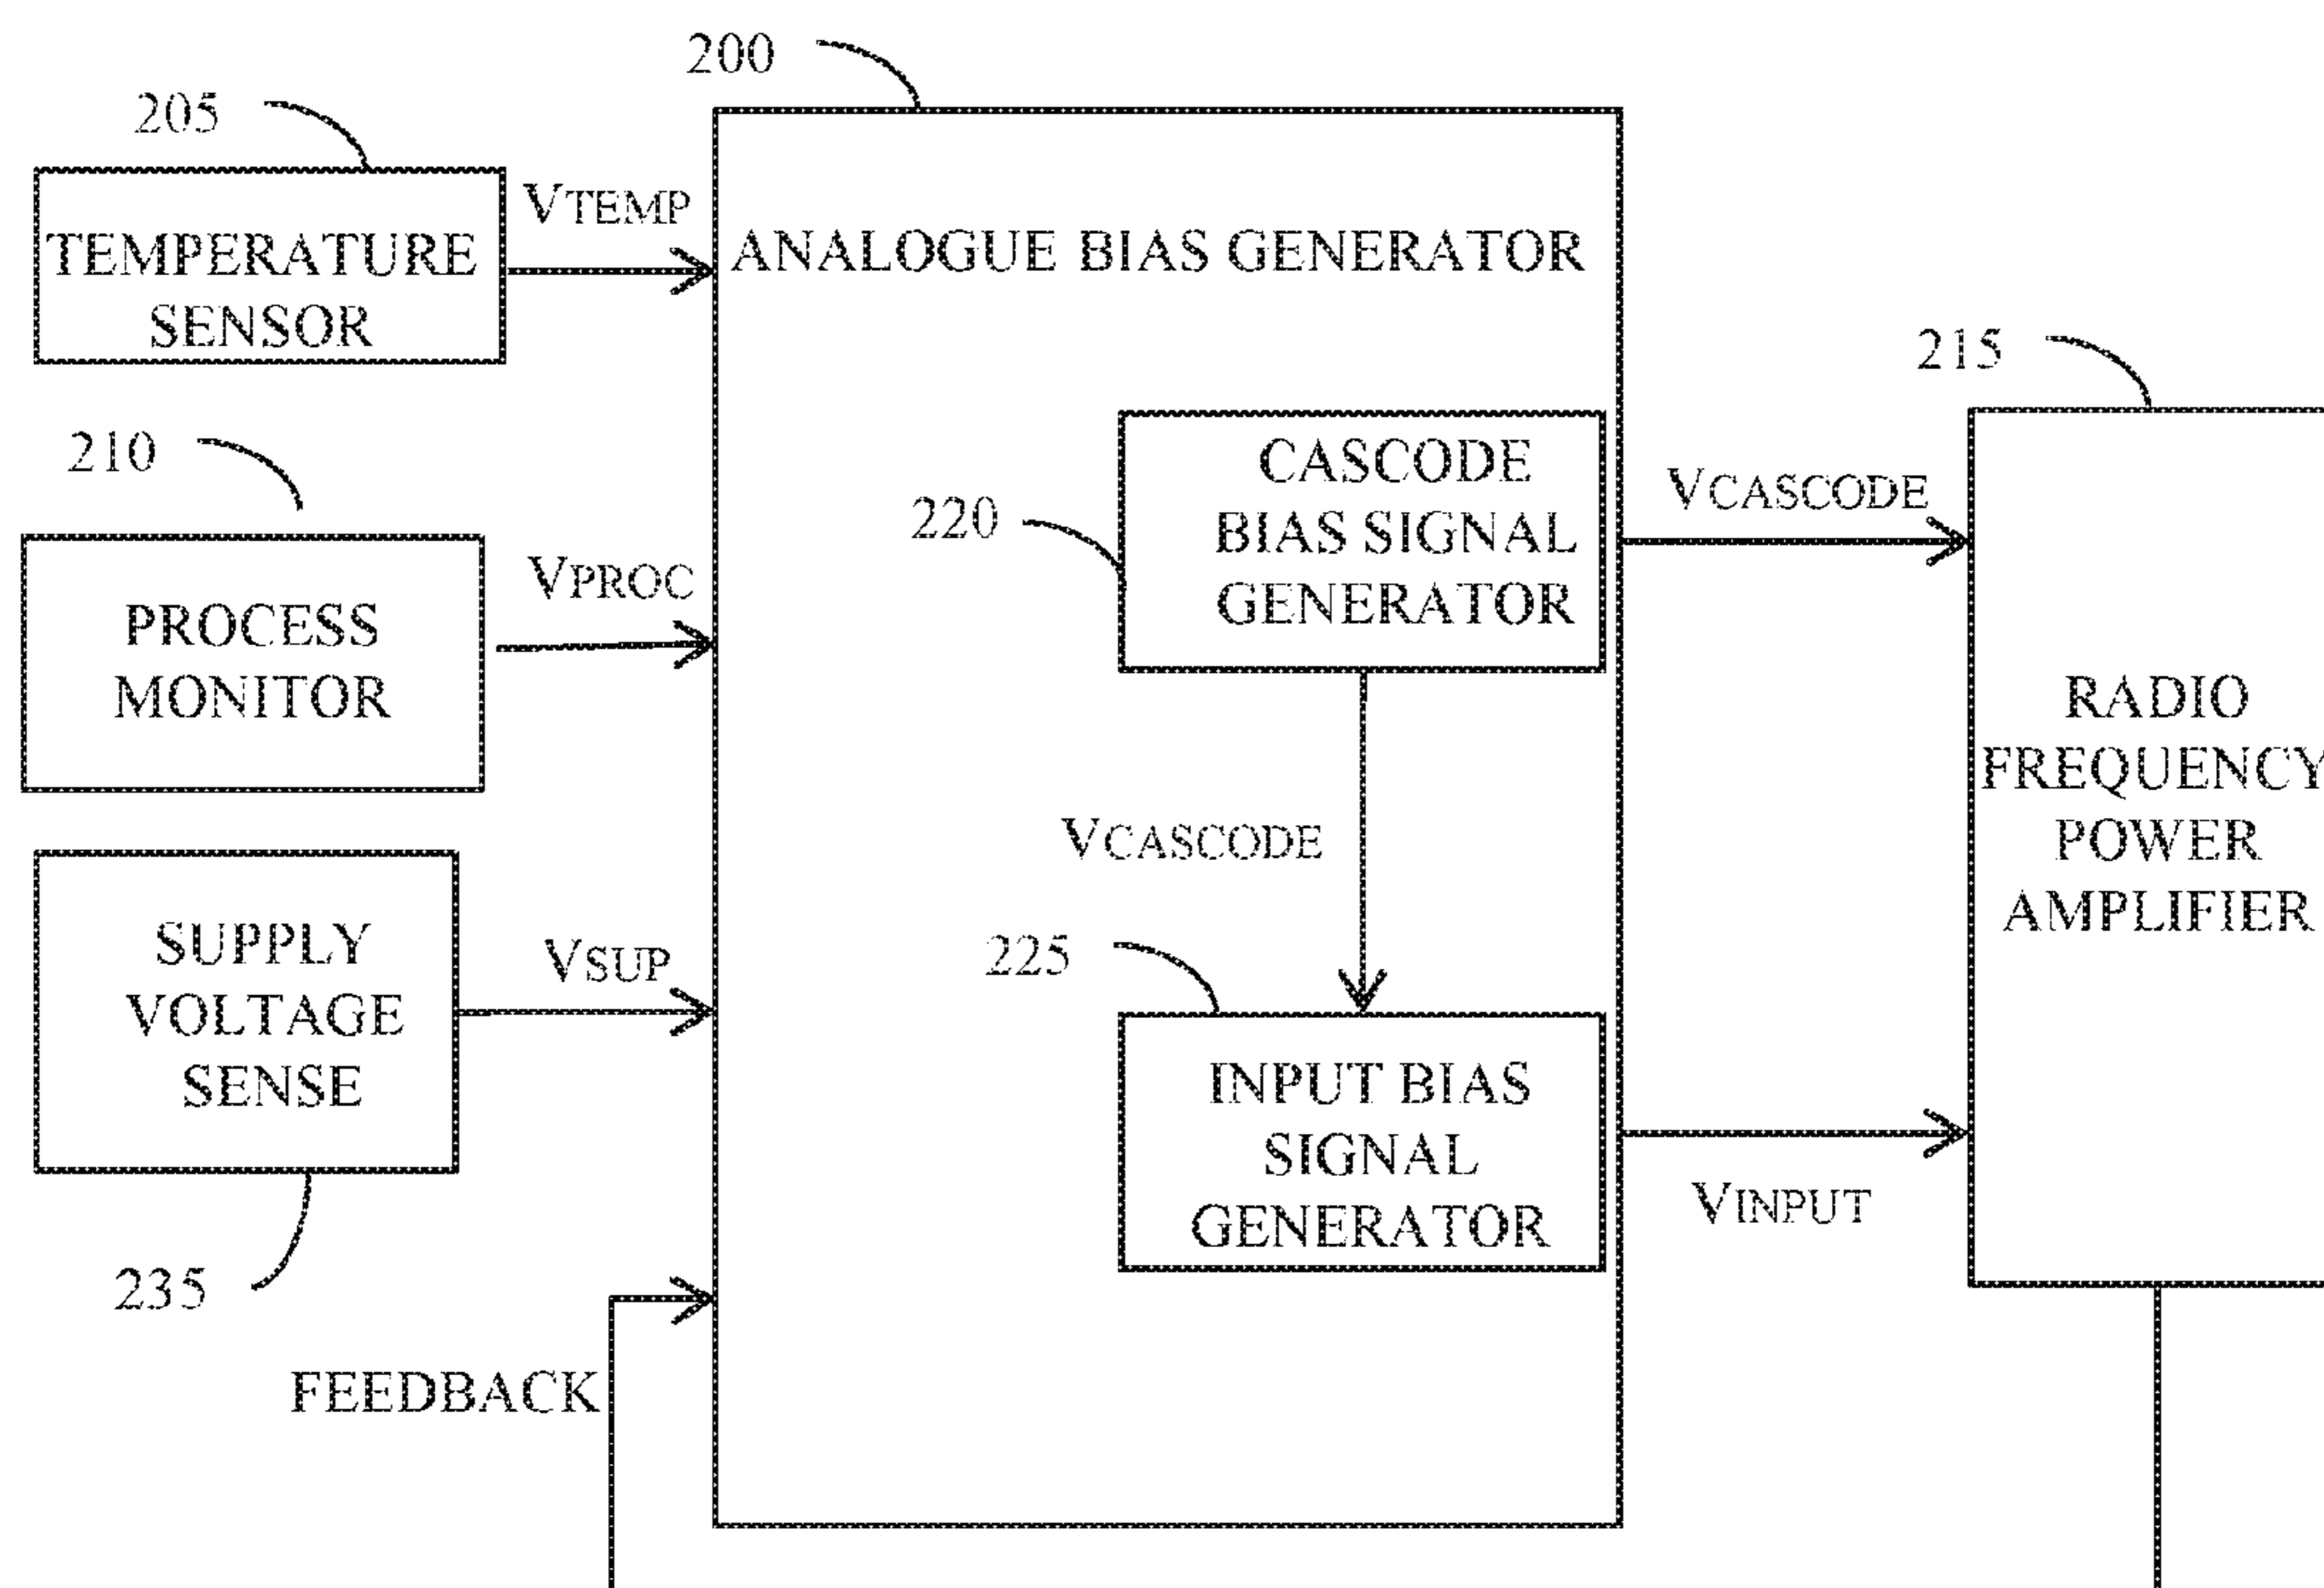 200
205
VTEMP
TEMPERATURE
SENSOR
ANALOGUE BIAS GENERATOR
215
210
CASCODE
BIAS SIGNAL
GENERATOR
220
VCASCODE
VPROC
PROCESS
MONITOR
RADIO
FREQUENCY
POWER
AMPLIFIER
VCASCODE
SUPPLY
VOLTAGE
SENSE
VSUP
225
INPUT BIAS
SIGNAL
GENERATOR
VINPUT
235
FEEDBACK